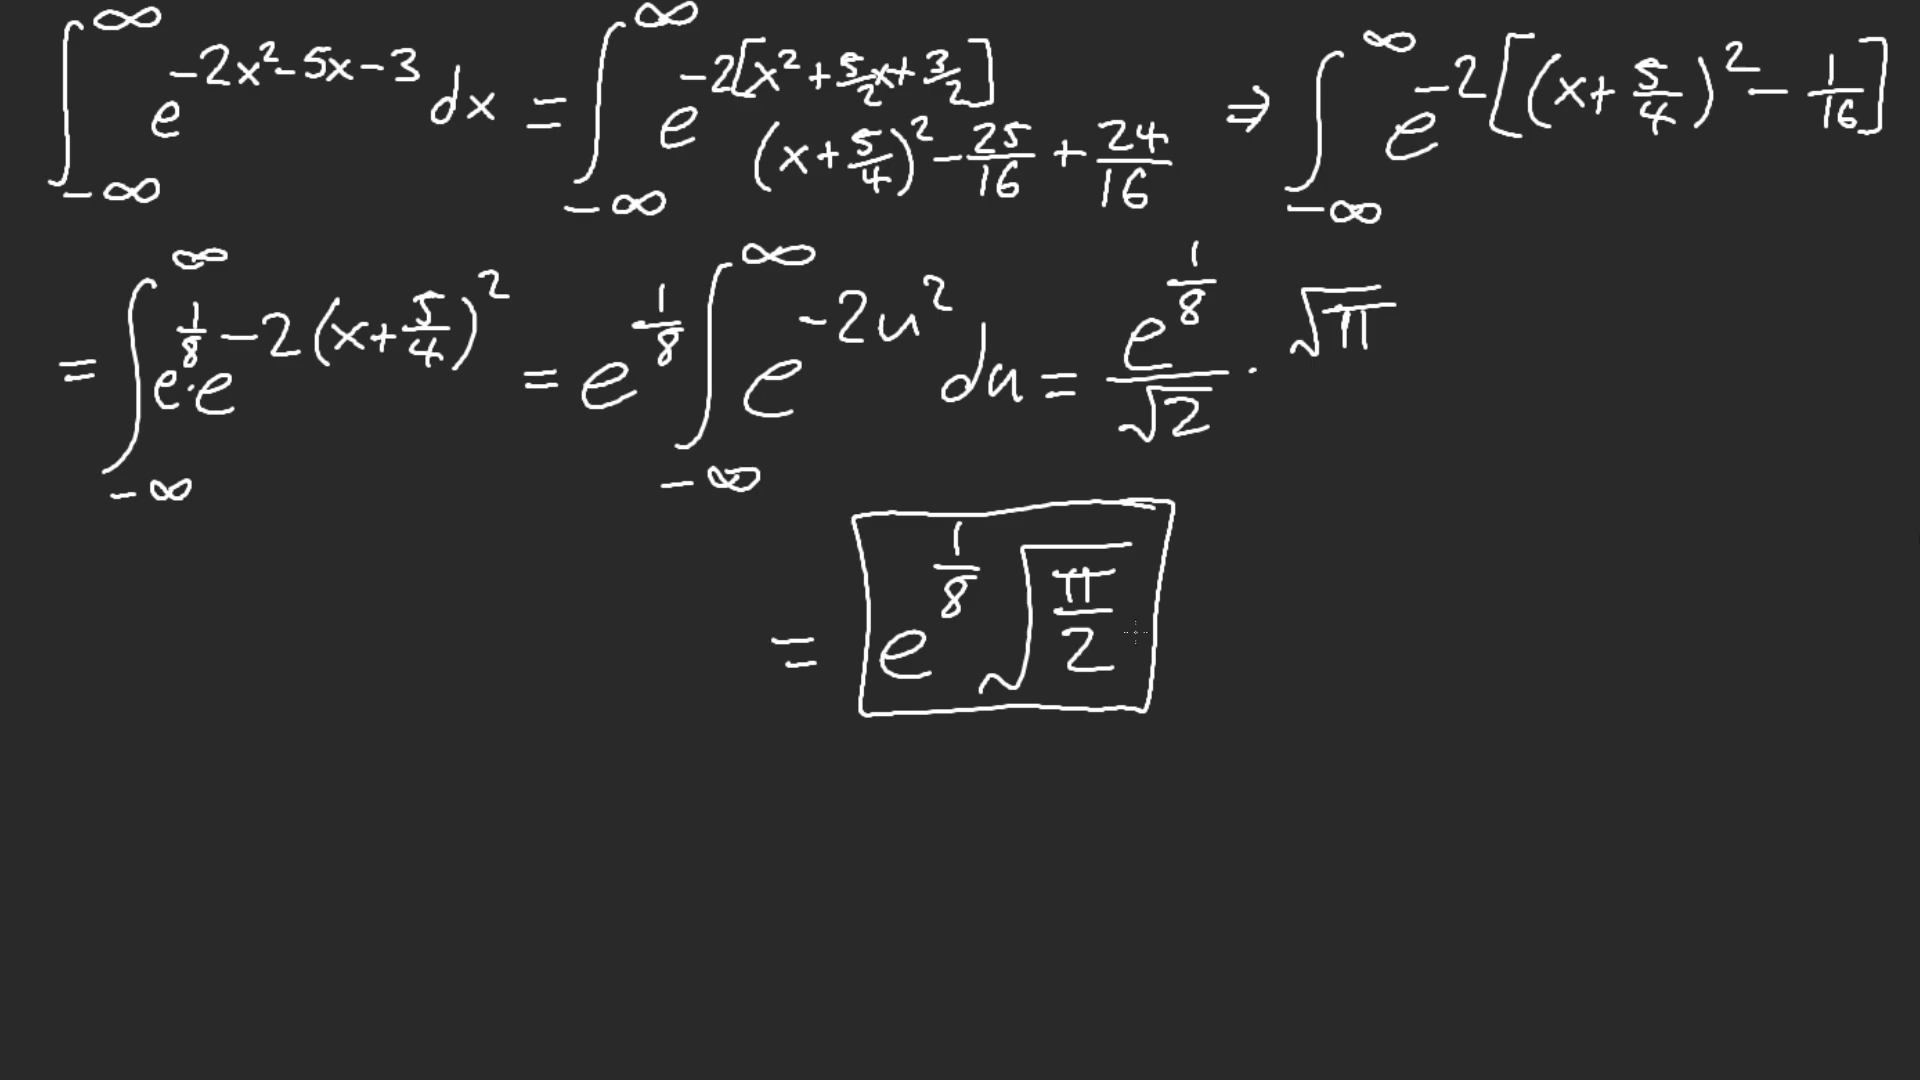 ∫_{-∞}^{∞} e^{-2x²-5x-3} dx = ∫_{-∞}^{∞} e^{-2[x²+5/2x+3/2]} ⇒ ∫_{-∞}^{∞} e^{-2[(x+5/4)²-1/16]}
(x+5/4)² - 25/16 + 24/16
= ∫_{-∞}^{∞} e^{1/8}·e^{-2(x+5/4)²} = e^{1/8} ∫_{-∞}^{∞} e^{-2u²} du = e^{1/8}/√2 · √π
= e^{1/8} √(π/2)